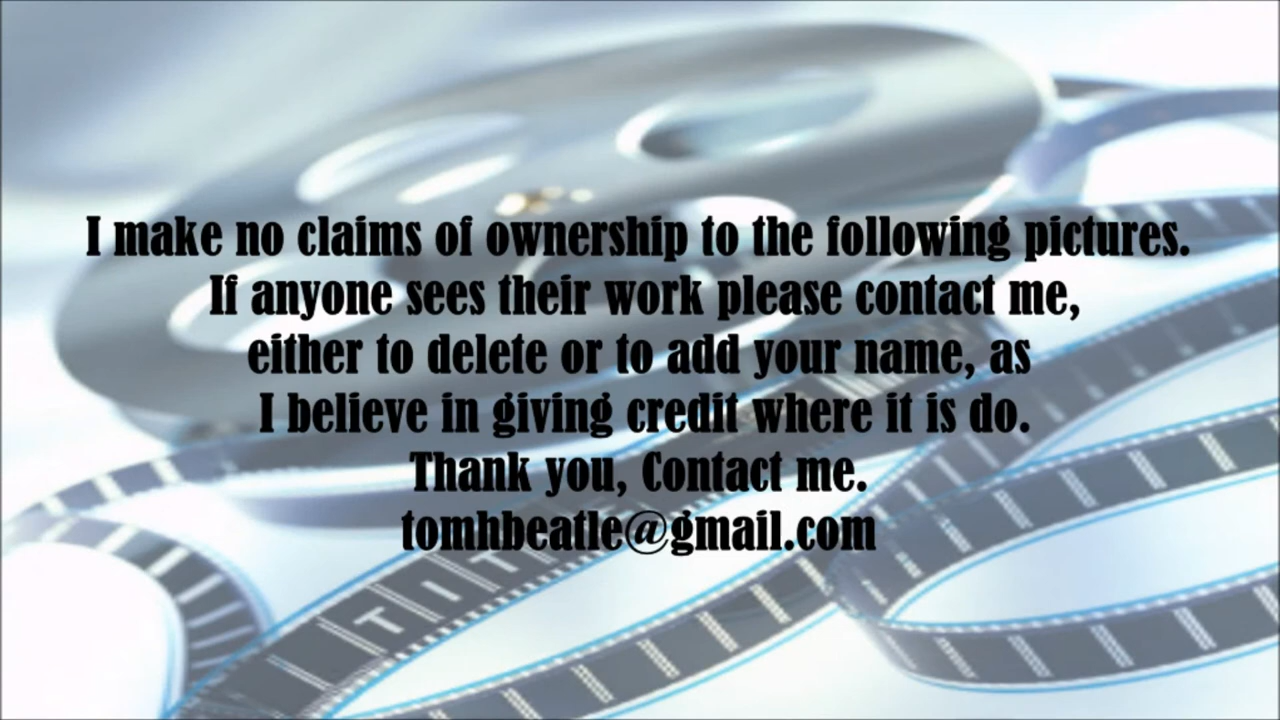 I make no claims of ownership to the following pictures.
If anyone sees their work please contact me,
either to delete or to add your name, as
I believe in giving credit where it is do.
Thank you, Contact me.
tomhbeatle@gmail.com